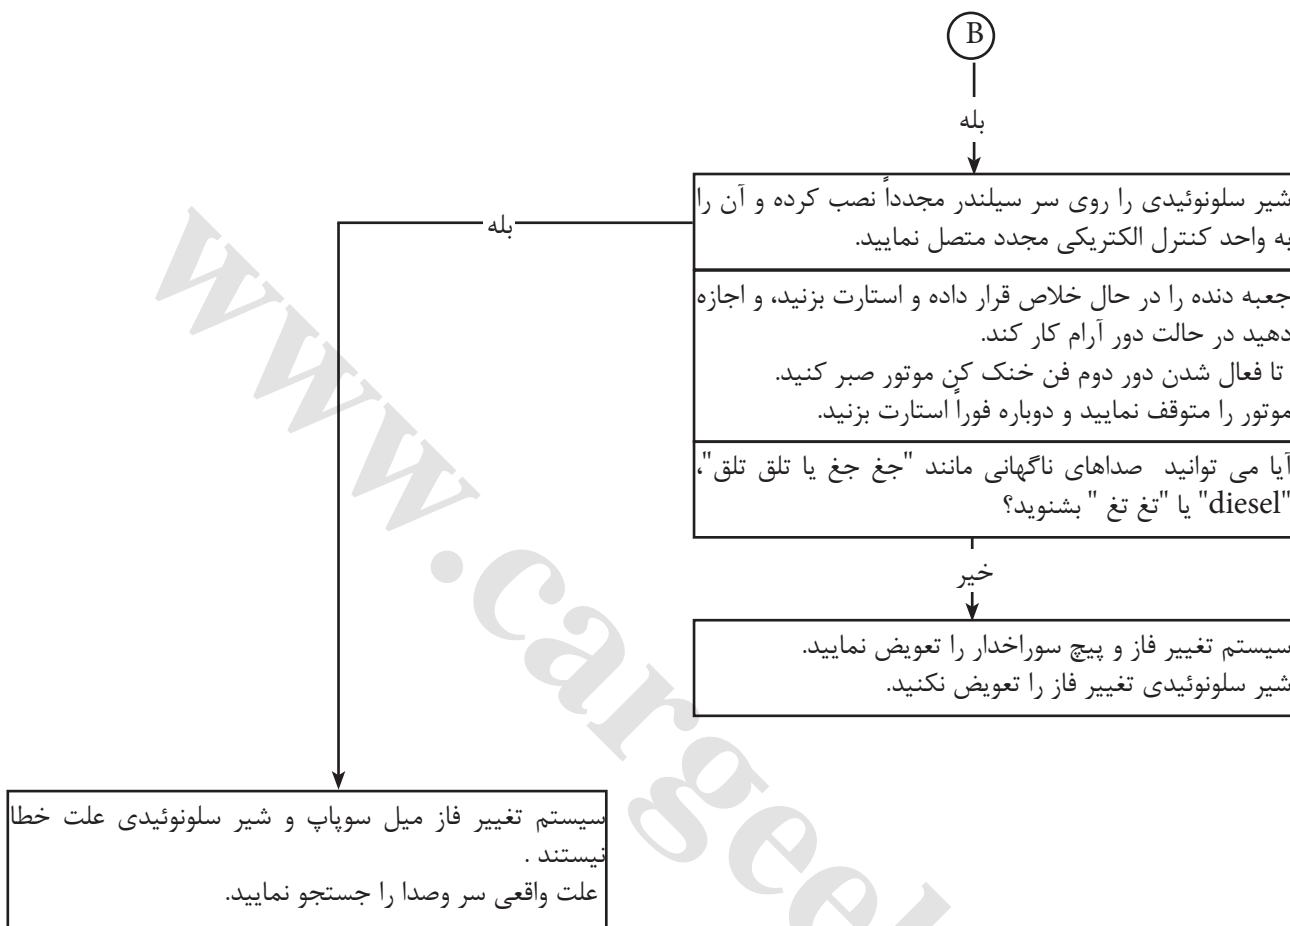 B
بله
شیر سلونوئیدی را روی سر سیلندر مجدداً نصب کرده و آن را
به واحد کنترل الکتریکی مجدد متصل نمایید.
بله
جعبه دنده را در حال خلاص قرار داده و استارت بزنید، و اجازه
دهید در حالت دور آرام کار کند.
تا فعال شدن دور دوم فن خنک کن موتور صبر کنید.
موتور را متوقف نمایید و دوباره فوراً استارت بزنید.
آیا می توانید صداهای ناگهانی مانند "جغ جغ یا تلق تلق"،
"diesel" یا "تغ تغ " بشنوید؟
خیر
سیستم تغییر فاز و پیچ سوراخدار را تعویض نمایید.
شیر سلونوئیدی تغییر فاز را تعویض نکنید.
سیستم تغییر فاز میل سوپاپ و شیر سلونوئیدی علت خطا
نیستند .
علت واقعی سر وصدا را جستجو نمایید.
www.cargeek